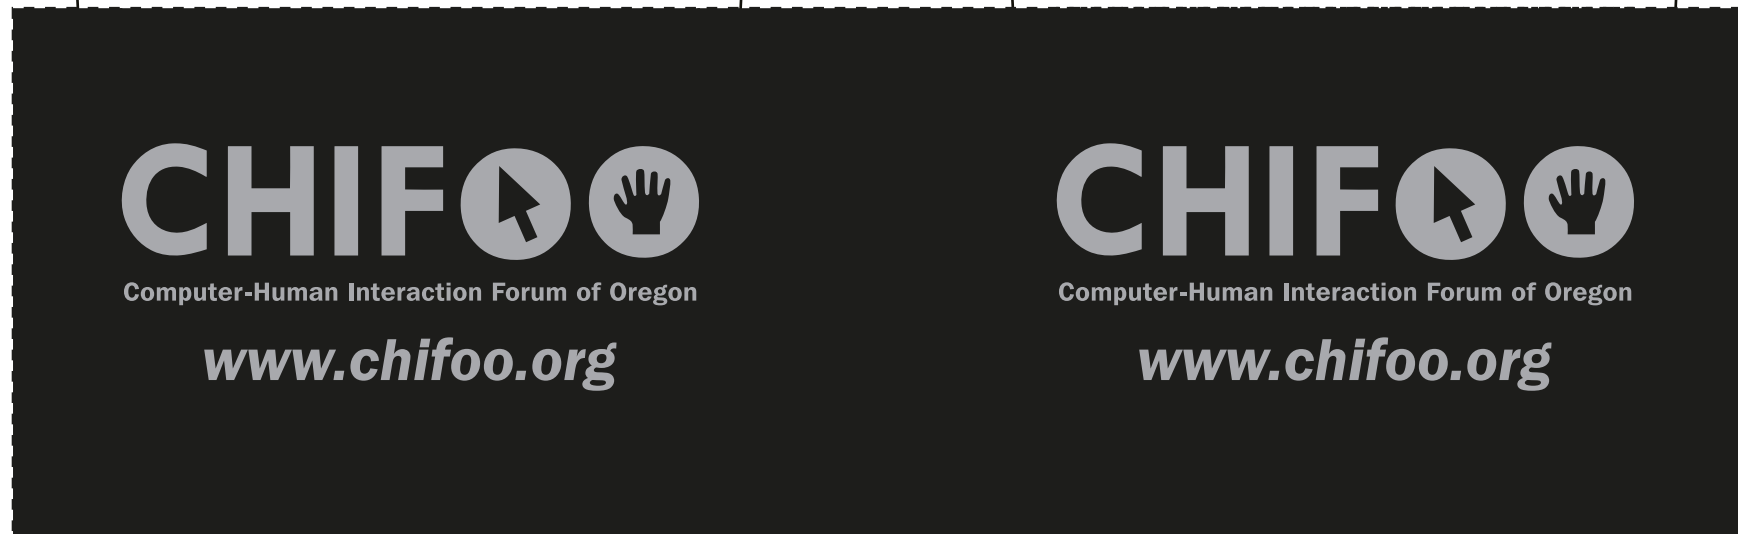 CHIFOO
Computer-Human Interaction Forum of Oregon
www.chifoo.org
CHIFOO
Computer-Human Interaction Forum of Oregon
www.chifoo.org